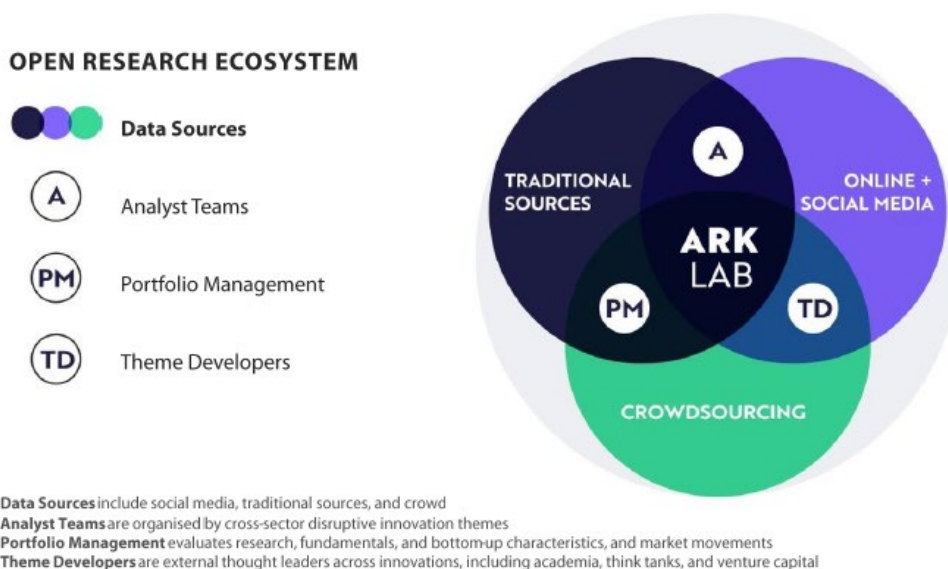 OPEN RESEARCH ECOSYSTEM
Data Sources
A
Analyst Teams
PM
Portfolio Management
TD
Theme Developers
TRADITIONAL
SOURCES
A
ONLINE +
SOCIAL MEDIA
ARK
LAB
PM
TD
CROWDSOURCING
Data Sources include social media, traditional sources, and crowd
Analyst Teams are organised by cross-sector disruptive innovation themes
Portfolio Management evaluates research, fundamentals, and bottom-up characteristics, and market movements
Theme Developers are external thought leaders across innovations, including academia, think tanks, and venture capital